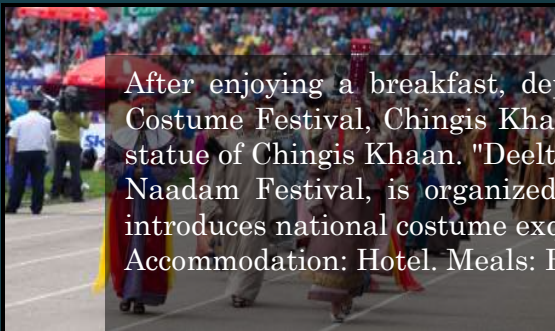 After enjoying a breakfast,
Costume Festival, Chingis
statue of Chingis Khaan. "Deelt
Naadam Festival, is organized
introduces national costume
Accommodation: Hotel. Meals: